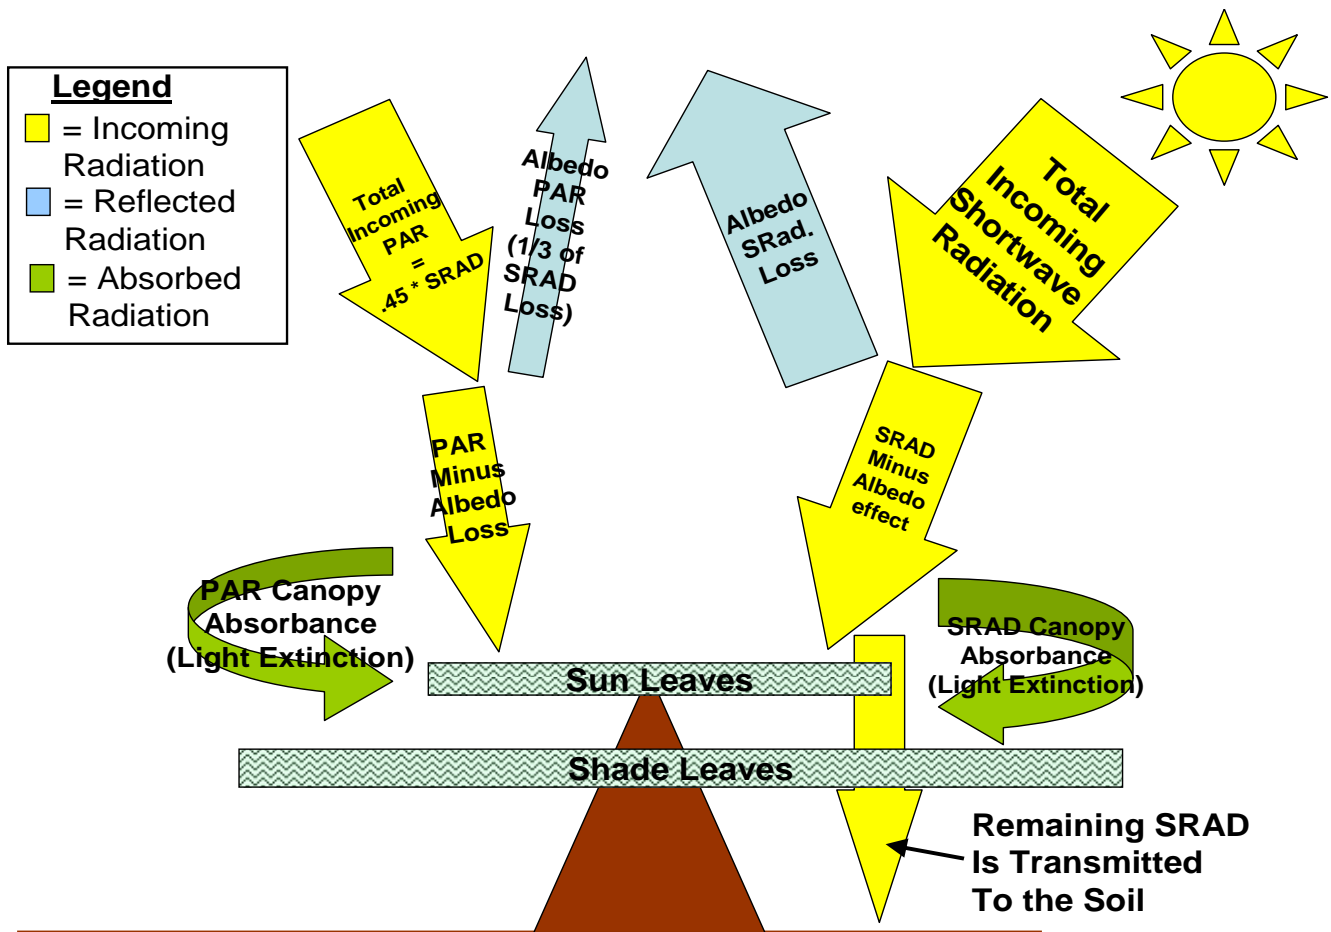 Legend
= Incoming
Radiation
= Reflected
Radiation
= Absorbed
Radiation
Total
Incoming
PAR
=
.45 * SRAD
Albedo
PAR
Loss
(1/3 of
SRAD
Loss)
Albedo
SRad.
Loss
Total
Incoming
Shortwave
Radiation
PAR
Minus
Albedo
Loss
SRAD
Minus
Albedo
effect
PAR Canopy
Absorbance
(Light Extinction)
SRAD Canopy
Absorbance
(Light Extinction)
Sun Leaves
Shade Leaves
Remaining SRAD
Is Transmitted
To the Soil